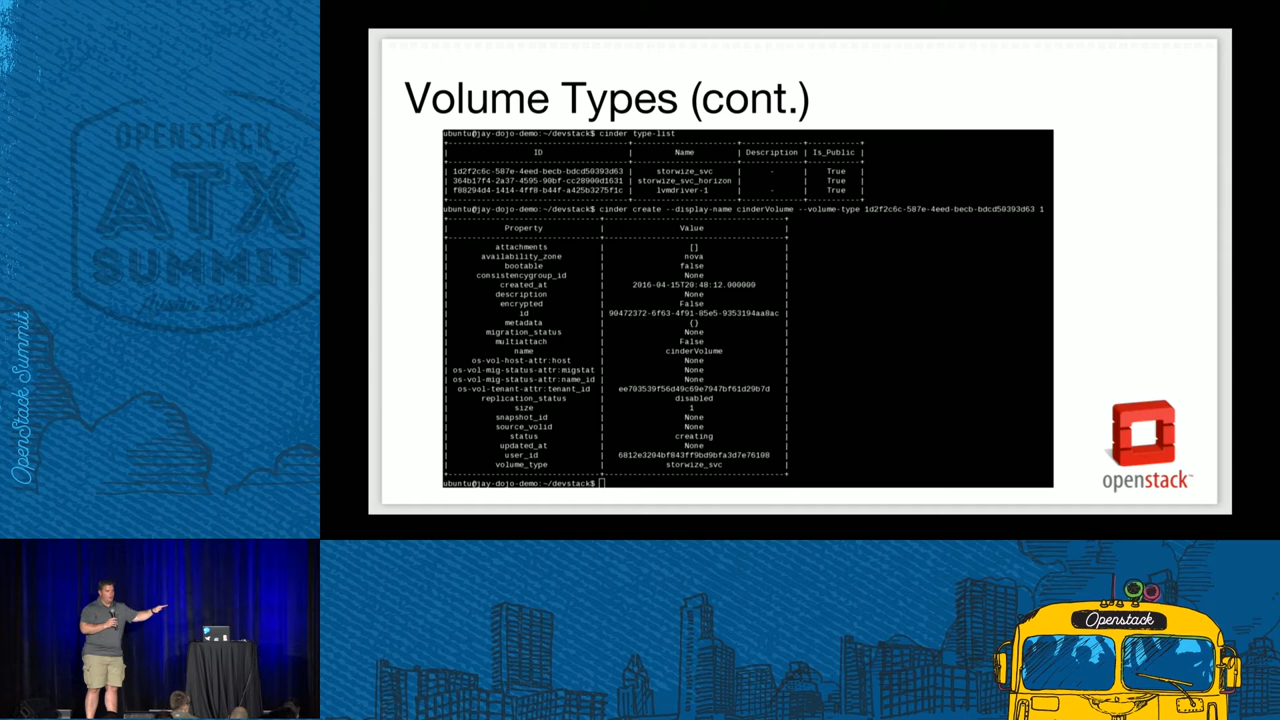 OPENSTACK
ATX
SUMMIT
OpenStack Summit
Volume Types (cont.)
ubuntu@jay-dojo-demo:~/devstack$ cinder type-list
| ID | Name | Description | Is_Public |
| 1d2f2c6c-587e-4eed-becb-bdcd50393d63 | storwize_svc | - | True |
| 364b17f4-2a37-4595-90bf-cc28900d1631 | storwize_svc_horizon | | True |
| f88294d4-1414-4ff8-b44f-a425b3275f1c | lvmdriver-1 | - | True |
ubuntu@jay-dojo-demo:~/devstack$ cinder create --display-name cinderVolume --volume-type 1d2f2c6c-587e-4eed-becb-bdcd50393d63 1
| Property | Value |
| attachments | [] |
| availability_zone | nova |
| bootable | false |
| consistencygroup_id | None |
| created_at | 2016-04-15T20:48:12.000000 |
| description | None |
| encrypted | False |
| id | 90472372-6f63-4f91-85e5-9353194aa8ac |
| metadata | {} |
| migration_status | None |
| multiattach | False |
| name | cinderVolume |
| os-vol-host-attr:host | None |
| os-vol-mig-status-attr:migstat | None |
| os-vol-mig-status-attr:name_id | None |
| os-vol-tenant-attr:tenant_id | ee703539f56d49c69e7947bf61d29b7d |
| replication_status | disabled |
| size | 1 |
| snapshot_id | None |
| source_volid | None |
| status | creating |
| updated_at | None |
| user_id | 6812e3204bf843ff9bd9bfa3d7e76108 |
| volume_type | storwize_svc |
ubuntu@jay-dojo-demo:~/devstack$
openstack
Openstack